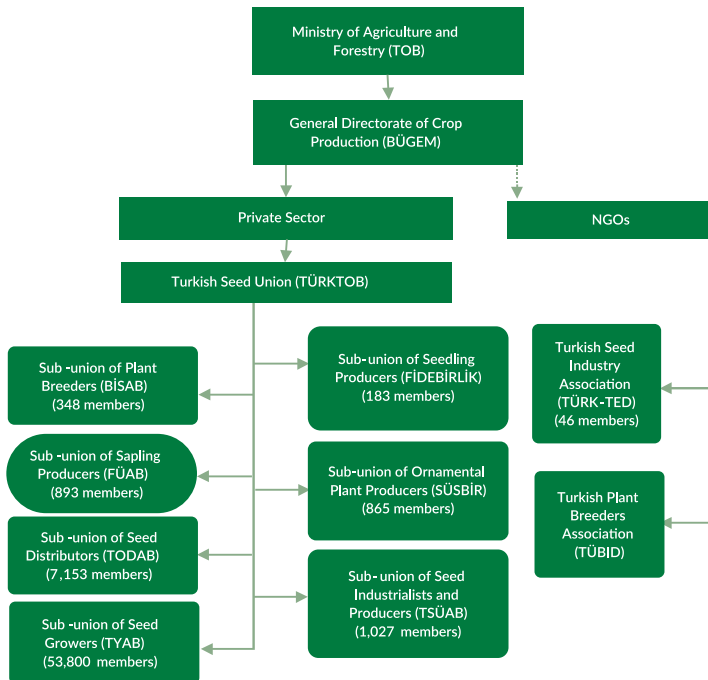 Ministry of Agriculture and
Forestry (TOB)
General Directorate of Crop
Production (BÜGEM)
Private Sector
NGOs
Turkish Seed Union (TÜRKTOB)
Sub -union of Plant
Breeders (BİSAB)
(348 members)
Sub -union of Sapling
Producers (FÜAB)
(893 members)
Sub -union of Seed
Distributors (TODAB)
(7,153 members)
Sub -union of Seed
Growers (TYAB)
(53,800 members)
Sub-union of Seedling
Producers (FİDEBİRLİK)
(183 members)
Sub-union of Ornamental
Plant Producers (SÜSBİR)
(865 members)
Sub-union of Seed
Industrialists and
Producers (TSÜAB)
(1,027 members)
Turkish Seed
Industry
Association
(TÜRK-TED)
(46 members)
Turkish Plant
Breeders
Association
(TÜBID)